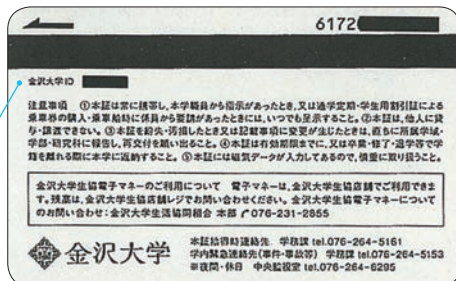 6172
金沢大学ID
注意事項 ①本証は常に携帯し、本学職員から指示があったとき、又は通学定期・学生用割引証による
乗車券の購入・乗車船時に係員から要請があったときには、いつでも呈示すること。②本証は、他人に貸
与・譲渡できない。③本証を紛失・汚損したとき又は記載事項に変更が生じたときは、直ちに所属学域・
学部・研究科に報告し、再交付を願い出ること。④本証は有効期限までに、又は卒業・修了・退学等で学
籍を離れる際に本学に返納すること。⑤本証には磁気データが入力してあるので、慎重に取り扱うこと。
金沢大学生協電子マネーのご利用について 電子マネーは、金沢大学生協店舗でご利用できま
す。残高は、金沢大学生協店舗レジでお問い合わせください。金沢大学生協電子マネーについて
のお問い合わせ:金沢大学生活協同組合 本部 076-231-2855
金沢大学
本証拾得時連絡先 学務課 tel.076-264-5161
学内緊急連絡先(事件・事故等) 学務課 tel.076-264-5153
※夜間・休日 中央監視室 tel.076-264-6295